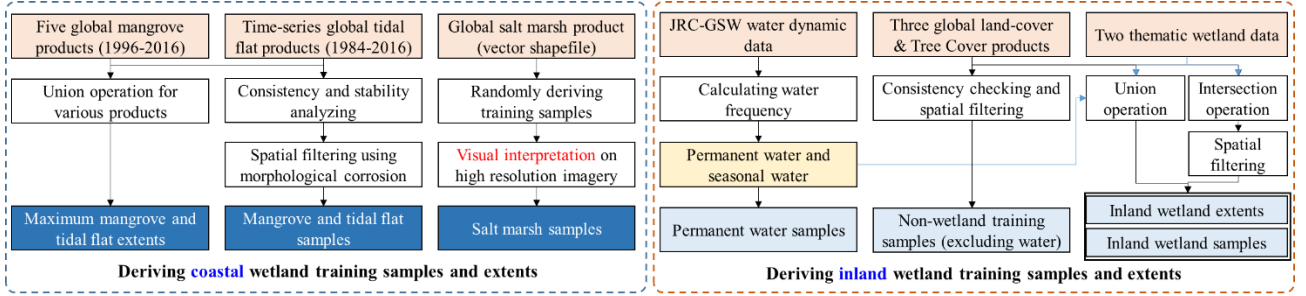 Five global mangrove
products (1996-2016)
Time-series global tidal
flat products (1984-2016)
Global salt marsh product
(vector shapefile)
Union operation for
various products
Consistency and stability
analyzing
Randomly deriving
training samples
Spatial filtering using
morphological corrosion
Visual interpretation on
high resolution imagery
Maximum mangrove and
tidal flat extents
Mangrove and tidal flat
samples
Salt marsh samples
Deriving coastal wetland training samples and extents
JRC-GSW water dynamic
data
Three global land-cover
& Tree Cover products
Two thematic wetland data
Calculating water
frequency
Consistency checking and
spatial filtering
Union
operation
Intersection
operation
Permanent water and
seasonal water
Spatial
filtering
Permanent water samples
Non-wetland training
samples (excluding water)
Inland wetland extents
Inland wetland samples
Deriving inland wetland training samples and extents